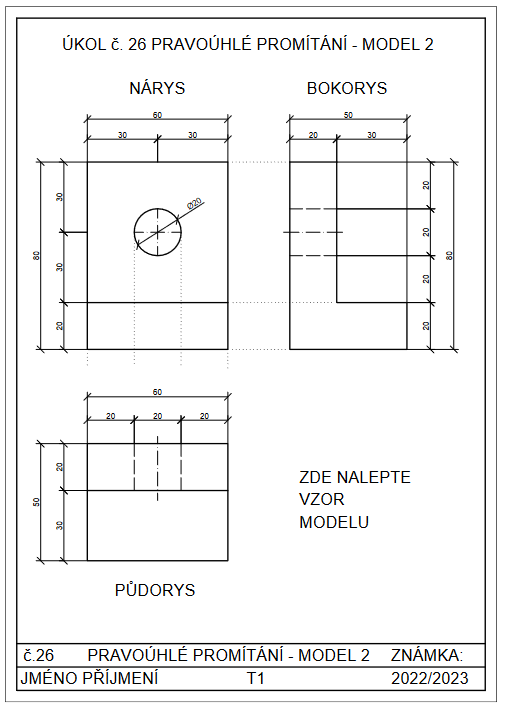 ÚKOL č. 26 PRAVOÚHLÉ PROMÍTÁNÍ - MODEL 2
NÁRYS BOKORYS
60 50
30 30 20 30
30 Ø20 20
80 30 20 80
20 20
60
20 20 20
50 20
30
ZDE NALEPTE
VZOR
MODELU
PŮDORYS
č.26 PRAVOÚHLÉ PROMÍTÁNÍ - MODEL 2 ZNÁMKA:
JMÉNO PŘÍJMENÍ T1 2022/2023